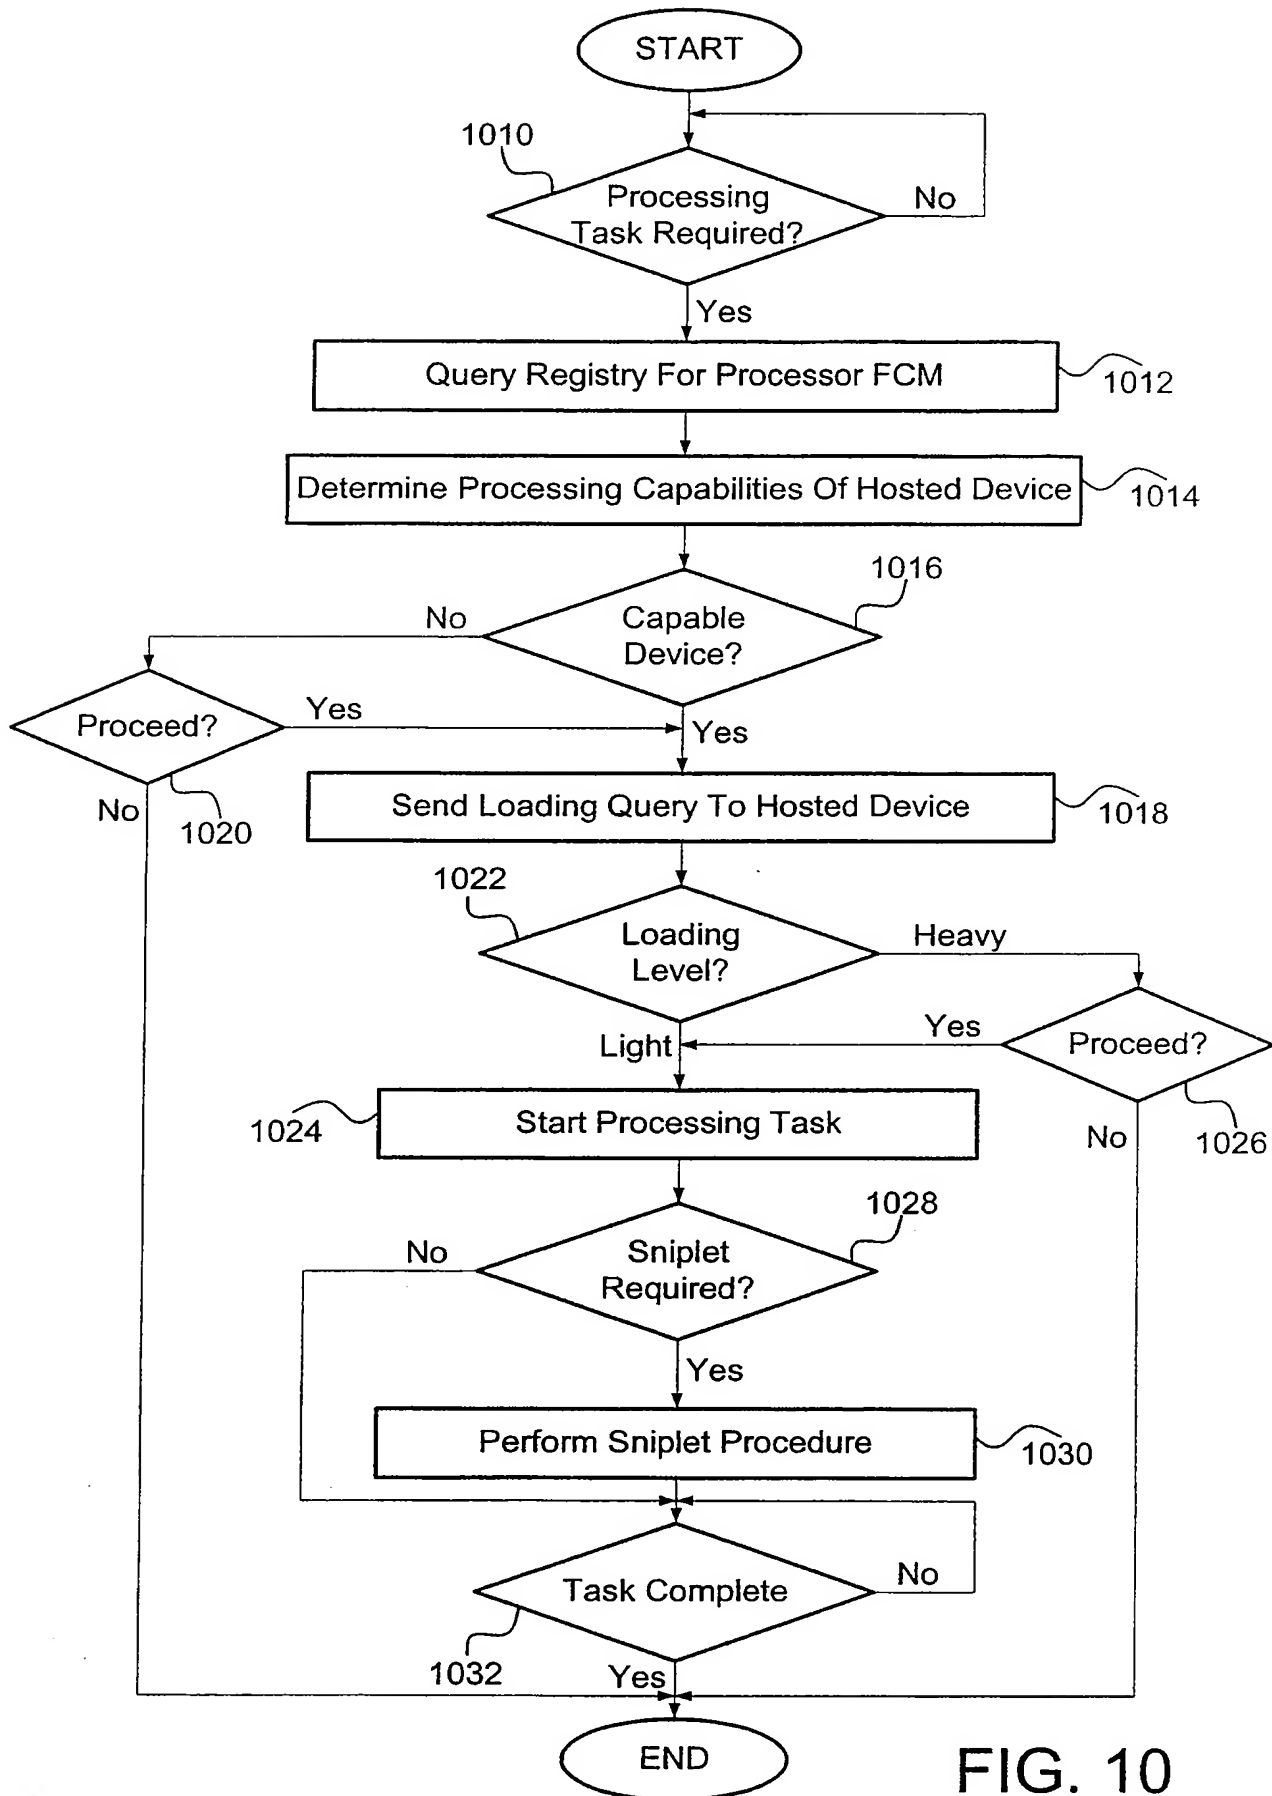 START
1010
Processing
Task Required?
No
Yes
Query Registry For Processor FCM
1012
Determine Processing Capabilities Of Hosted Device
1014
1016
No
Capable
Device?
Proceed?
Yes
Yes
No
1020
Send Loading Query To Hosted Device
1018
1022
Loading
Level?
Heavy
Light
Yes
Proceed?
1024
Start Processing Task
No
1026
1028
No
Sniplet
Required?
Yes
Perform Sniplet Procedure
1030
Task Complete
No
1032
Yes
END
FIG. 10